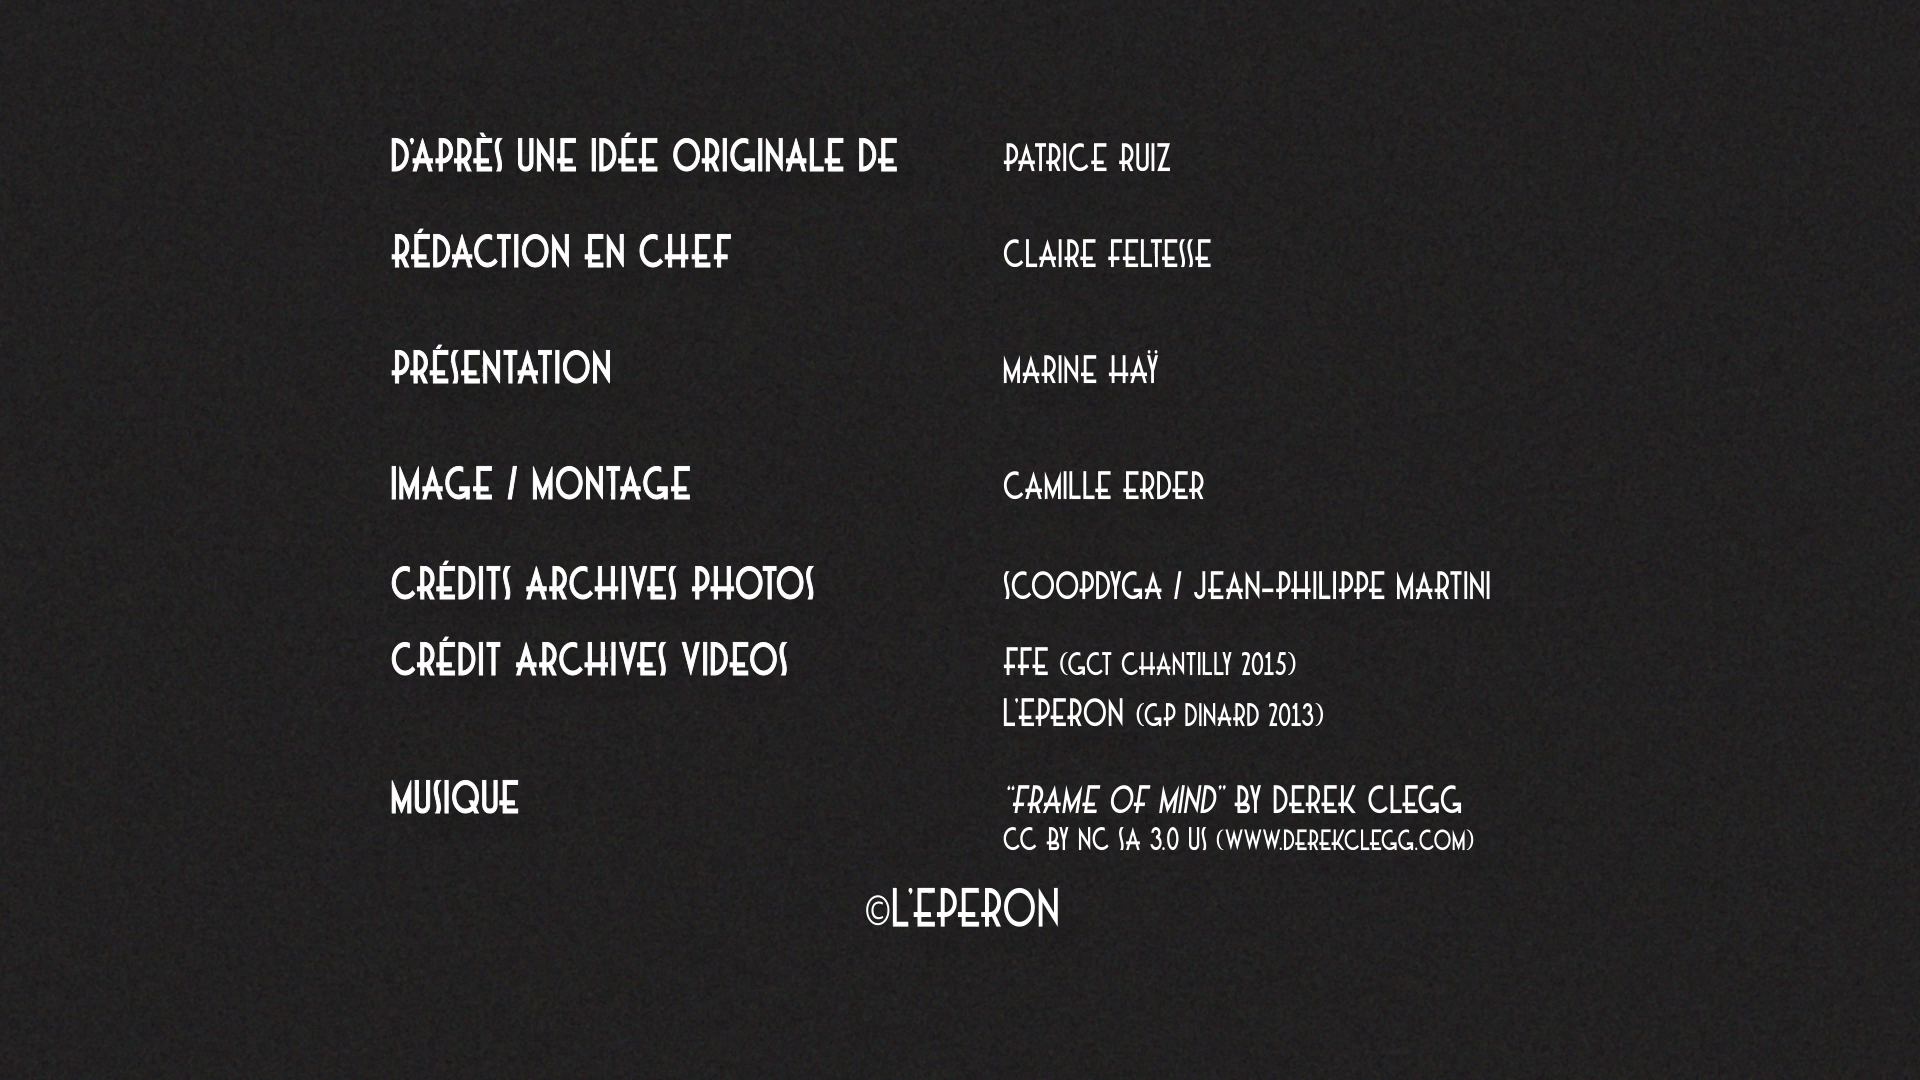 D'APRÈS UNE IDÉE ORIGINALE DE PATRICE RUIZ
RÉDACTION EN CHEF CLAIRE FELTESSE
PRÉSENTATION MARINE HAŸ
IMAGE / MONTAGE CAMILLE ERDER
CRÉDITS ARCHIVES PHOTOS SCOOPDYGA / JEAN-PHILIPPE MARTINI
CRÉDIT ARCHIVES VIDEOS FFE (GCT CHANTILLY 2015)
L'EPERON (GP DINARD 2013)
MUSIQUE "FRAME OF MIND" BY DEREK CLEGG
CC BY NC SA 3.0 US (WWW.DEREKCLEGG.COM)
©L'EPERON